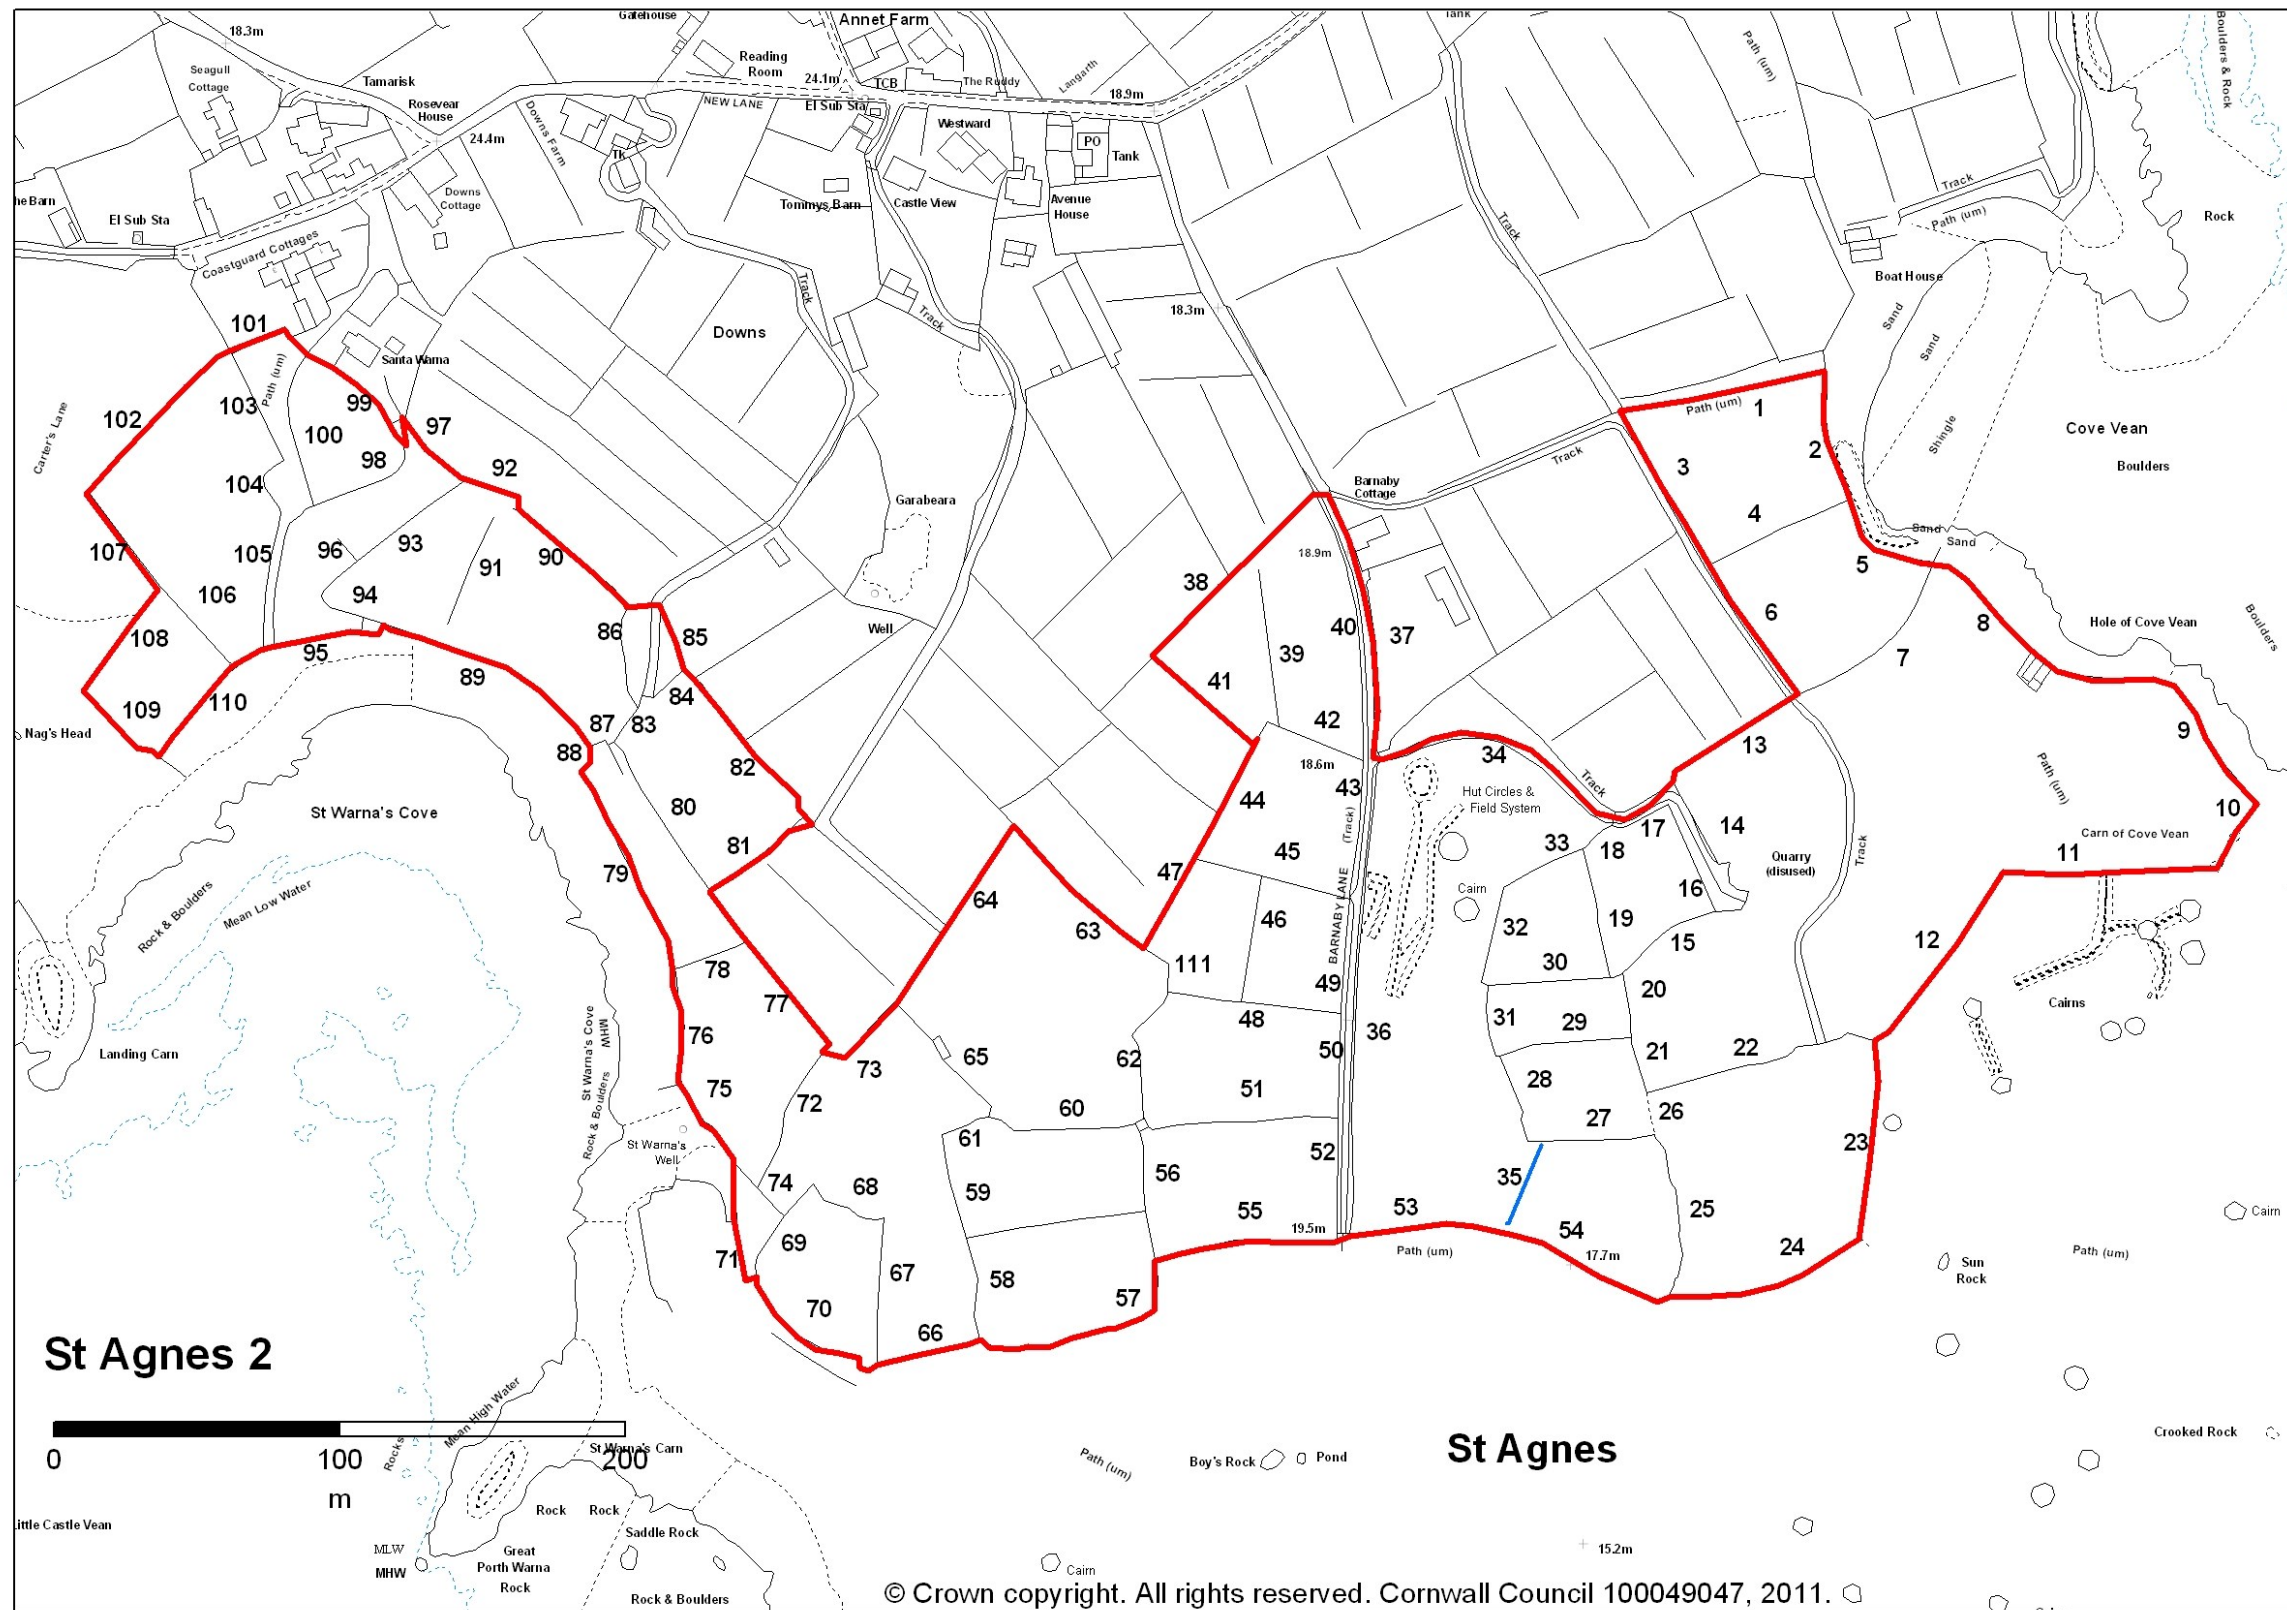 Gatehouse
Annet Farm
Tank
18.3m
Path (um)
Boulders & Rock
Seagull
Cottage
Tamarisk
Reading
Room
24.1m
TCB
The Ruddy
Langarth
Rosevear
House
NEW LANE
El Sub Sta
18.9m
24.4m
Downs Farm
Westward
PO
Tank
Tk
Downs
Cottage
Tommys Barn
Castle View
Avenue
House
Track
Path (um)
Rock
he Barn
El Sub Sta
Coastguard Cottages
Track
Track
Track
Boat House
101
Santa Warna
Downs
18.3m
Sand
Sand
Shingle
Carter's Lane
Path (um)
102
103
99
100
97
98
92
Path (um)
1
2
3
Cove Vean
Boulders
104
Garabeara
Barnaby
Cottage
Track
4
Sand
Sand
107
105
96
93
91
90
18.9m
5
106
94
38
6
Boulders
108
95
86
85
Well
40
37
39
8
Hole of Cove Vean
7
89
84
41
109
110
87
83
42
9
Nag's Head
88
82
18.6m
34
13
43
Track
Path (um)
80
44
Hut Circles &
Field System
10
St Warna's Cove
(Track)
17
14
Carn of Cove Vean
81
45
33
18
Quarry
(disused)
Track
11
79
47
Cairn
16
Rock & Boulders
Mean Low Water
64
63
46
BARNABY LANE
32
19
15
12
78
111
30
49
20
77
Cairns
St Warna's Cove
MHW
48
31
29
36
76
50
Landing Carn
65
62
21
22
73
75
51
28
72
60
27
26
Rock & Boulders
St Warna's
Well
61
52
23
74
68
59
56
35
25
55
53
Cairn
69
19.5m
54
71
Path (um)
17.7m
24
Path (um)
67
58
Sun
Rock
70
57
66
St Agnes 2
Mean High Water
Rocks
0
100
200
m
St Warna's Carn
Path (um)
Boy's Rock
Pond
St Agnes
Crooked Rock
Rock
Rock
ittle Castle Vean
Saddle Rock
MLW
MHW
Great
Porth Warna
Rock
15.2m
Cairn
Rock & Boulders
© Crown copyright. All rights reserved. Cornwall Council 100049047, 2011.